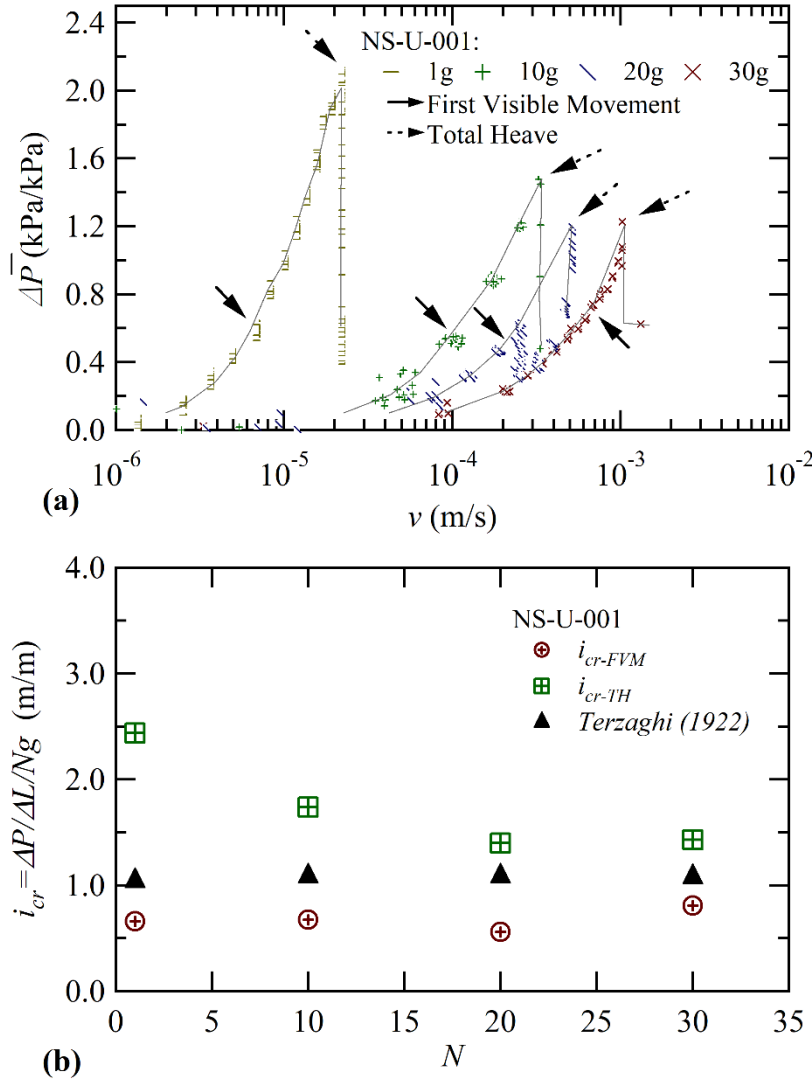 NS-U-001:
1g 10g 20g 30g
First Visible Movement
Total Heave
2.4
2.0
1.6
1.2
0.8
0.4
0.0
ΔP̅ (kPa/kPa)
10⁻⁶ 10⁻⁵ 10⁻⁴ 10⁻³ 10⁻²
v (m/s)
(a)
NS-U-001
i_cr-FVM
i_cr-TH
Terzaghi (1922)
4.0
3.0
2.0
1.0
0.0
i_cr=ΔP/ΔL/Ng (m/m)
0 5 10 15 20 25 30 35
N
(b)